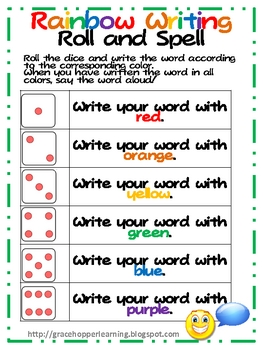 Rainbow Writing
Roll and Spell
Roll the dice and write the word according
to the corresponding color.
When you have written the word in all
colors, say the word aloud!
Write your word with
red.
Write your word with
orange.
Write your word with
yellow.
Write your word with
green.
Write your word with
blue.
Write your word with
purple.
http://gracehopperlearning.blogspot.com